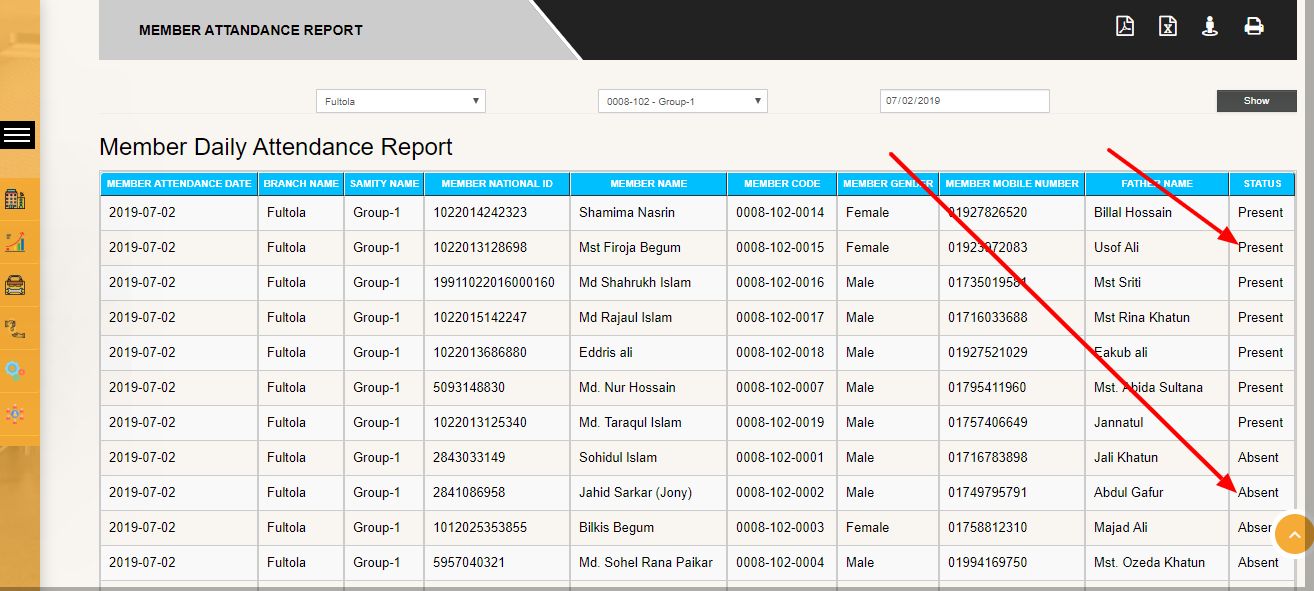 MEMBER ATTANDANCE REPORT
Fultola 0008-102 - Group-1 07/02/2019 Show
Member Daily Attendance Report
MEMBER ATTENDANCE DATE BRANCH NAME SAMITY NAME MEMBER NATIONAL ID MEMBER NAME MEMBER CODE MEMBER GENDER MEMBER MOBILE NUMBER FATHER NAME STATUS
2019-07-02 Fultola Group-1 1022014242323 Shamima Nasrin 0008-102-0014 Female 01927826520 Billal Hossain Present
2019-07-02 Fultola Group-1 1022013128698 Mst Firoja Begum 0008-102-0015 Female 01923972083 Usof Ali Present
2019-07-02 Fultola Group-1 19911022016000160 Md Shahrukh Islam 0008-102-0016 Male 01735019581 Mst Sriti Present
2019-07-02 Fultola Group-1 1022015142247 Md Rajaul Islam 0008-102-0017 Male 01716033688 Mst Rina Khatun Present
2019-07-02 Fultola Group-1 1022013686880 Eddris ali 0008-102-0018 Male 01927521029 Eakub ali Present
2019-07-02 Fultola Group-1 5093148830 Md. Nur Hossain 0008-102-0007 Male 01795411960 Mst. Abida Sultana Present
2019-07-02 Fultola Group-1 1022013125340 Md. Taraqul Islam 0008-102-0019 Male 01757406649 Jannatul Present
2019-07-02 Fultola Group-1 2843033149 Sohidul Islam 0008-102-0001 Male 01716783898 Jali Khatun Absent
2019-07-02 Fultola Group-1 2841086958 Jahid Sarkar (Jony) 0008-102-0002 Male 01749795791 Abdul Gafur Absent
2019-07-02 Fultola Group-1 1012025353855 Bilkis Begum 0008-102-0003 Female 01758812310 Majad Ali Absen
2019-07-02 Fultola Group-1 5957040321 Md. Sohel Rana Paikar 0008-102-0004 Male 01994169750 Mst. Ozeda Khatun Absent